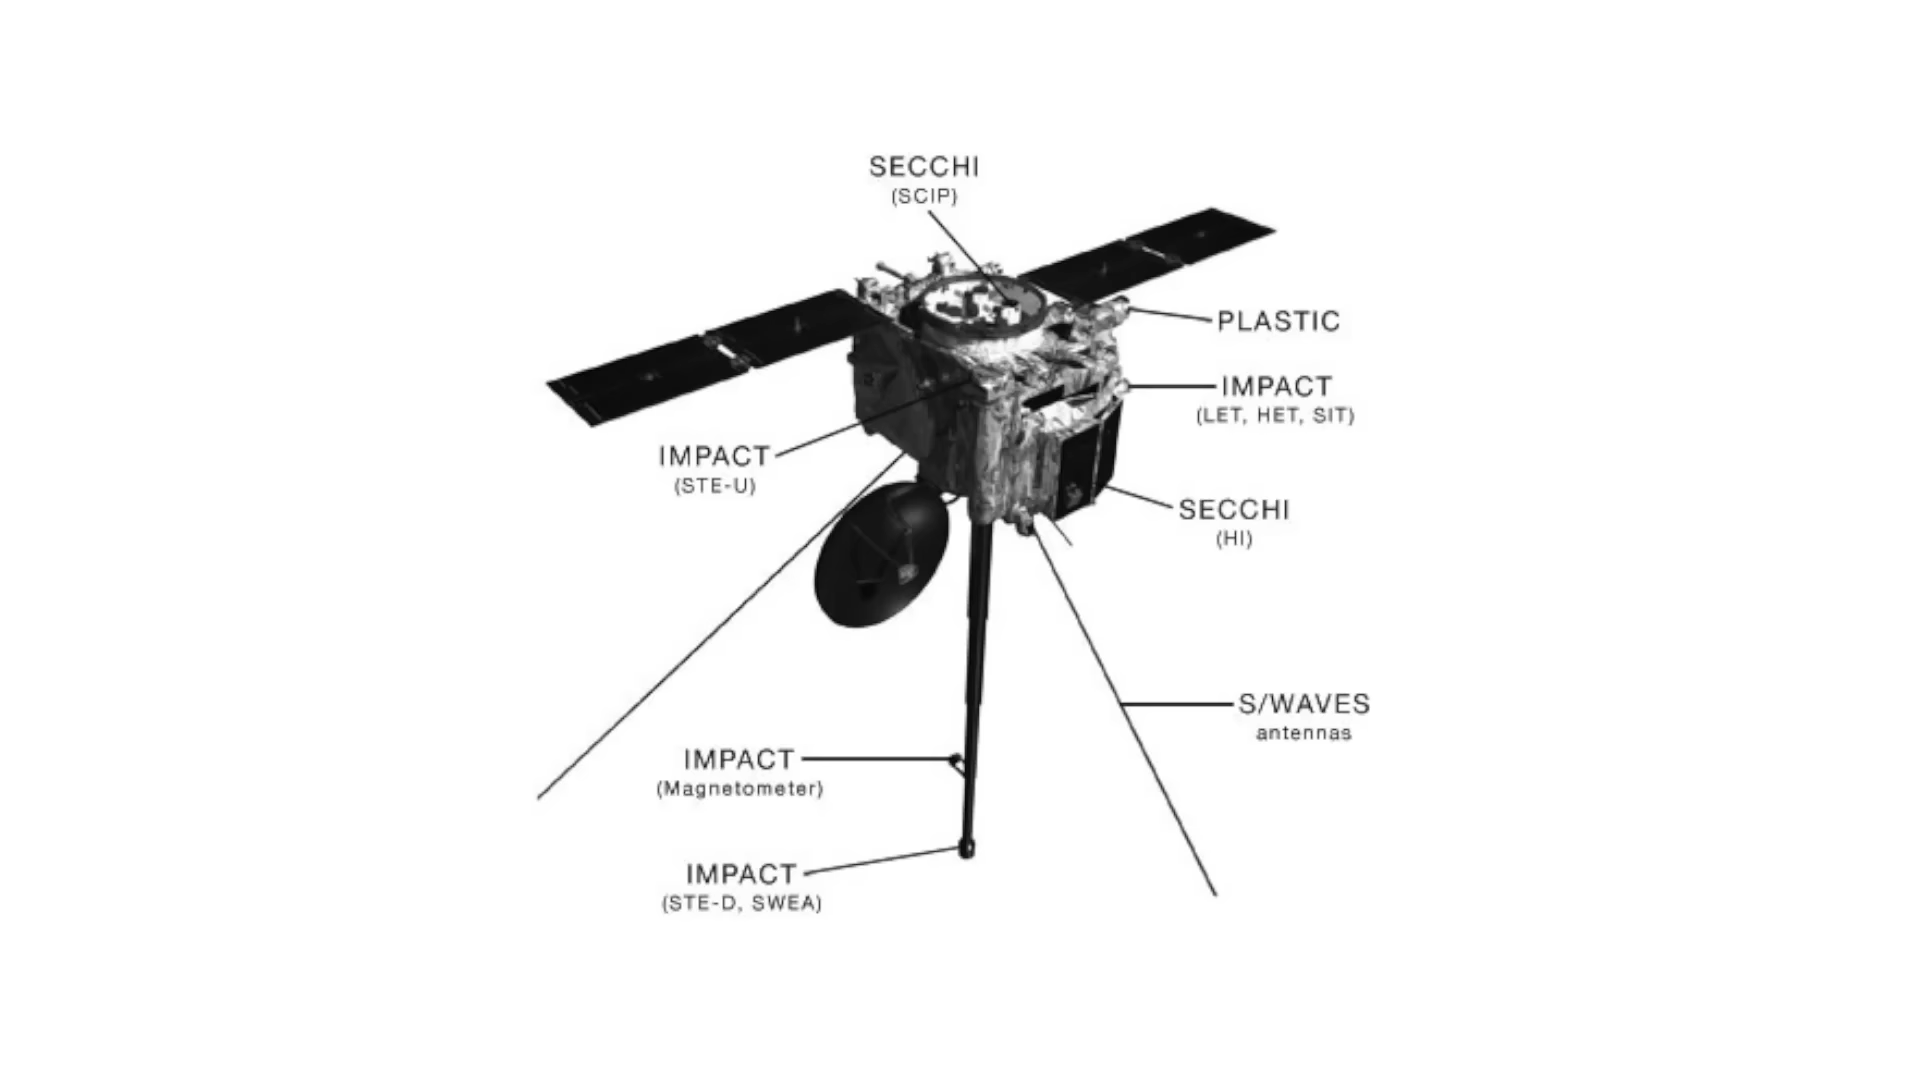 SECCHI
(SCIP)
PLASTIC
IMPACT
(LET, HET, SIT)
IMPACT
(STE-U)
SECCHI
(HI)
S/WAVES
antennas
IMPACT
(Magnetometer)
IMPACT
(STE-D, SWEA)